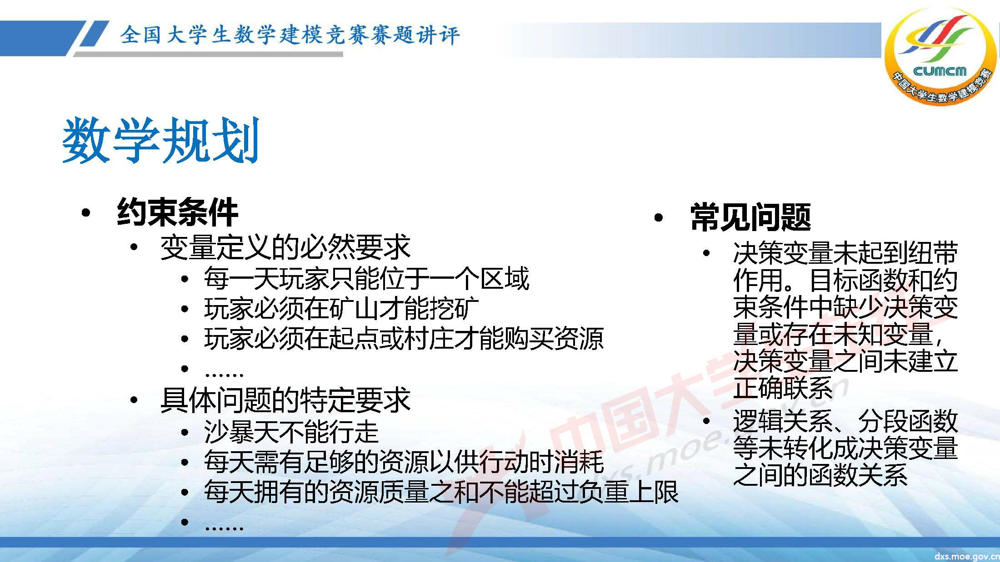 全国大学生数学建模竞赛赛题讲评
CUMCM
中国大学生数学建模竞赛
数学规划
• 约束条件
• 变量定义的必然要求
• 每一天玩家只能位于一个区域
• 玩家必须在矿山才能挖矿
• 玩家必须在起点或村庄才能购买资源
• ......
• 具体问题的特定要求
• 沙暴天不能行走
• 每天需有足够的资源以供行动时消耗
• 每天拥有的资源质量之和不能超过负重上限
• ......
• 常见问题
• 决策变量未起到纽带
作用。目标函数和约
束条件中缺少决策变
量或存在未知变量，
决策变量之间未建立
正确联系
• 逻辑关系、分段函数
等未转化成决策变量
之间的函数关系
中国大学生在线
dxs.moe.gov.cn
dxs.moe.gov.cn